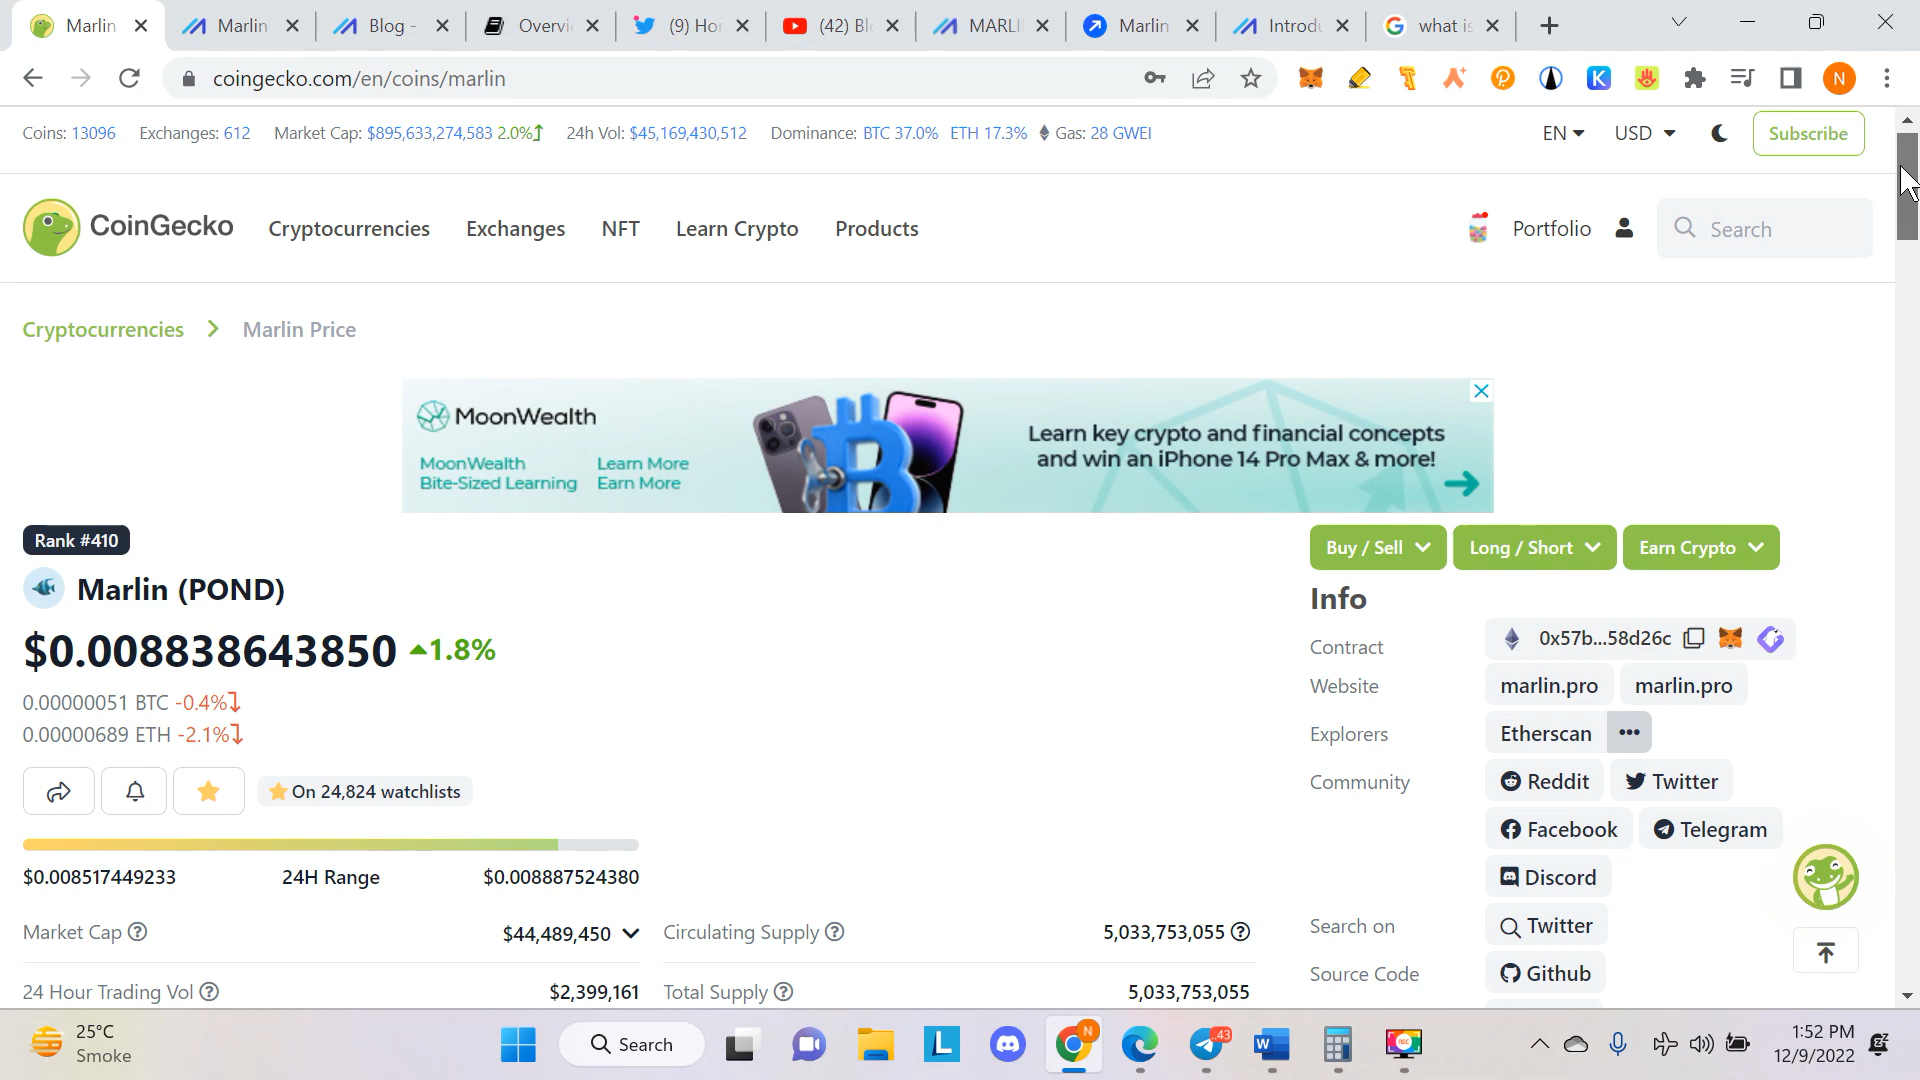 Marlin
Marlin
Blog -
Overvi
(9) Hor
(42) Bl
MARLI
Marlin
Introdu
what is
coingecko.com/en/coins/marlin
N
Coins: 13096 Exchanges: 612 Market Cap: $895,633,274,583 2.0% 24h Vol: $45,169,430,512 Dominance: BTC 37.0% ETH 17.3% Gas: 28 GWEI
EN USD Subscribe
CoinGecko Cryptocurrencies Exchanges NFT Learn Crypto Products Portfolio Search
Cryptocurrencies Marlin Price
MoonWealth
MoonWealth Learn More
Bite-Sized Learning Earn More
Learn key crypto and financial concepts
and win an iPhone 14 Pro Max & more!
Rank #410
Marlin (POND)
$0.008838643850 1.8%
0.00000051 BTC -0.4%
0.00000689 ETH -2.1%
On 24,824 watchlists
$0.008517449233 24H Range $0.008887524380
Market Cap $44,489,450
Circulating Supply 5,033,753,055
24 Hour Trading Vol $2,399,161
Total Supply 5,033,753,055
Buy / Sell Long / Short Earn Crypto
Info
Contract 0x57b...58d26c
Website marlin.pro marlin.pro
Explorers Etherscan •••
Community Reddit Twitter
Facebook Telegram
Discord
Search on Twitter
Source Code Github
25°C
Smoke
Search
L
N
43
W
REC
1:52 PM
12/9/2022